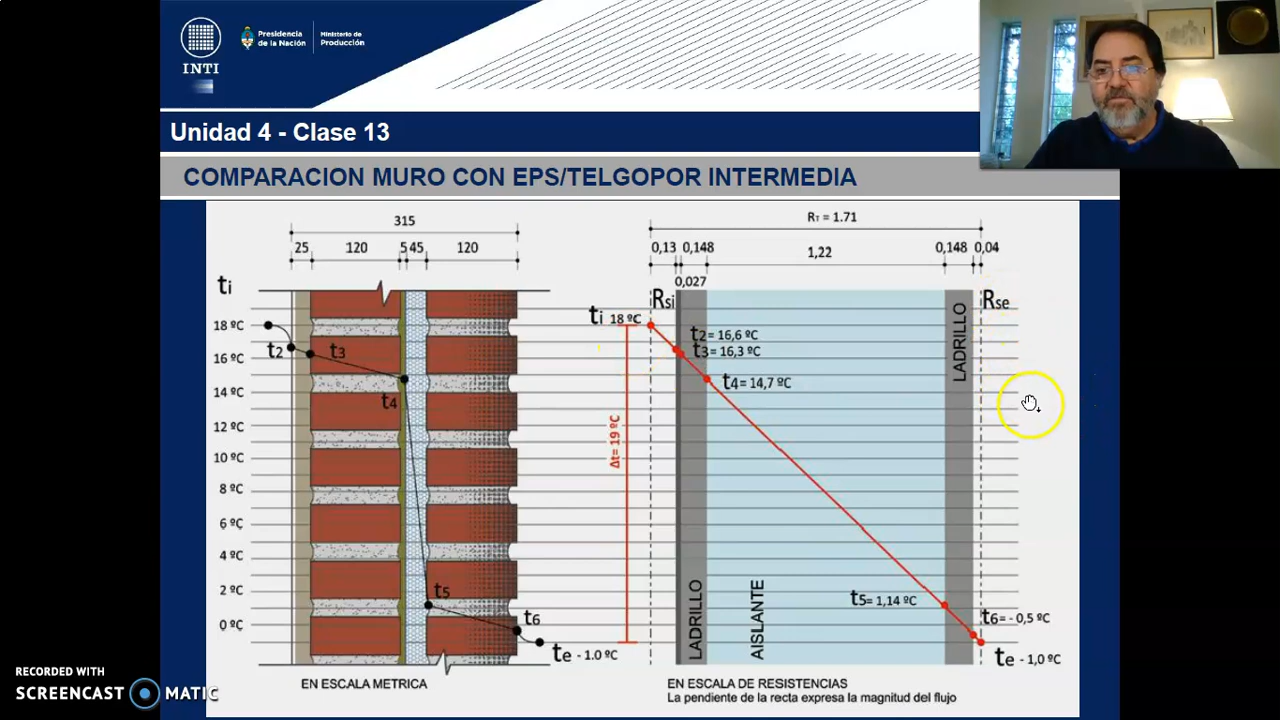 INTI
Presidencia
de la Nación
Ministerio de
Producción
Unidad 4 - Clase 13
COMPARACION MURO CON EPS/TELGOPOR INTERMEDIA
315
25 120 5 45 120
ti
18 ºC
16 ºC
14 ºC
12 ºC
10 ºC
8 ºC
6 ºC
4 ºC
2 ºC
0 ºC
t2
t3
t4
t5
t6
te - 1.0 ºC
EN ESCALA METRICA
RT = 1.71
0,13 0,148 1,22 0,148 0,04
0,027
Rsi
Rse
ti 18 ºc
t2= 16,6 ºC
t3= 16,3 ºC
t4= 14,7 ºC
Δt= 19 ºC
LADRILLO
AISLANTE
LADRILLO
t5= 1,14 ºC
t6= - 0,5 ºC
te - 1,0 ºC
EN ESCALA DE RESISTENCIAS
La pendiente de la recta expresa la magnitud del flujo
RECORDED WITH
SCREENCAST MATIC